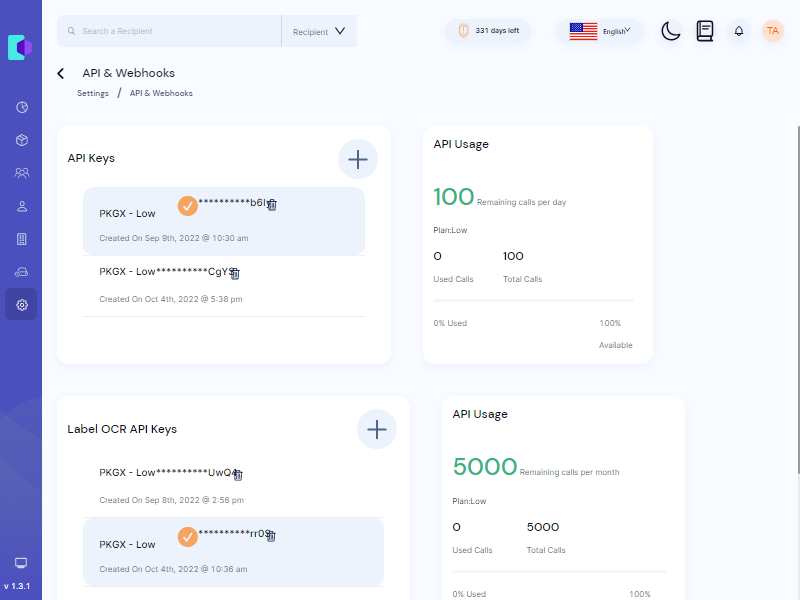 Search a Recipient
Recipient
331 days left
English
TA
API & Webhooks
Settings / API & Webhooks
API Keys
PKGX - Low
**********b6Iy
Created On Sep 9th, 2022 @ 10:30 am
PKGX - Low**********CgYS
Created On Oct 4th, 2022 @ 5:38 pm
API Usage
100 Remaining calls per day
Plan:Low
0 100
Used Calls Total Calls
0% Used 100%
Available
Label OCR API Keys
PKGX - Low**********UwQ4
Created On Sep 8th, 2022 @ 2:56 pm
PKGX - Low
**********rr0S
Created On Oct 4th, 2022 @ 10:36 am
API Usage
5000 Remaining calls per month
Plan:Low
0 5000
Used Calls Total Calls
0% Used 100%
v 1.3.1